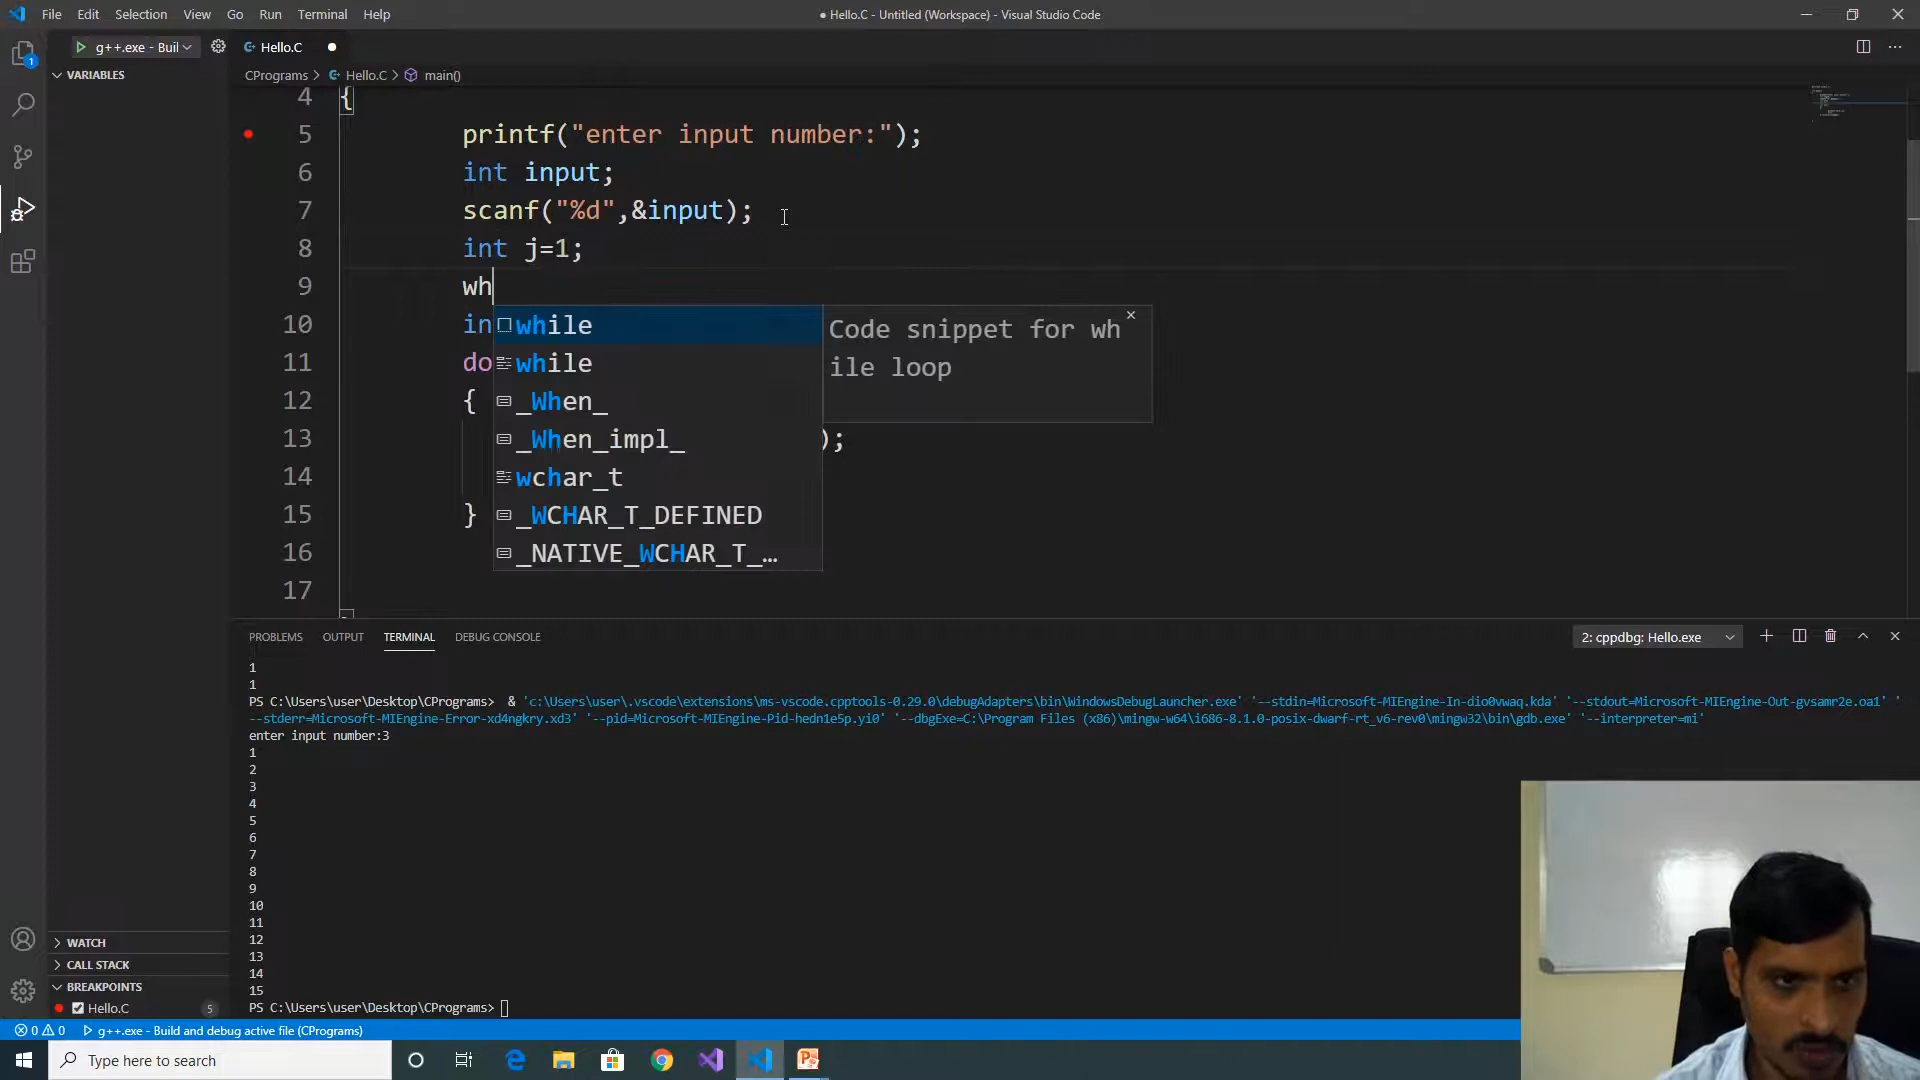 File Edit Selection View Go Run Terminal Help
● Hello.C - Untitled (Workspace) - Visual Studio Code
g++.exe - Buil
Hello.C
VARIABLES
CPrograms > Hello.C > main()
4 {
5 printf("enter input number:");
6 int input;
7 scanf("%d",&input);
8 int j=1;
9 wh
10 in
11 do
12 {
13 );
14
15 }
16
17
while
while
_When_
_When_impl_
wchar_t
_WCHAR_T_DEFINED
_NATIVE_WCHAR_T_…
Code snippet for wh
ile loop
PROBLEMS OUTPUT TERMINAL DEBUG CONSOLE
2: cppdbg: Hello.exe
1
1
PS C:\Users\user\Desktop\CPrograms> & 'c:\Users\user\.vscode\extensions\ms-vscode.cpptools-0.29.0\debugAdapters\bin\WindowsDebugLauncher.exe' '--stdin=Microsoft-MIEngine-In-dio0vwaq.kda' '--stdout=Microsoft-MIEngine-Out-gvsamr2e.oa1' '
--stderr=Microsoft-MIEngine-Error-xd4ngkry.xd3' '--pid=Microsoft-MIEngine-Pid-hedn1e5p.yi0' '--dbgExe=C:\Program Files (x86)\mingw-w64\i686-8.1.0-posix-dwarf-rt_v6-rev0\mingw32\bin\gdb.exe' '--interpreter=mi'
enter input number:3
1
2
3
4
5
6
7
8
9
10
11
12
13
14
15
PS C:\Users\user\Desktop\CPrograms>
WATCH
CALL STACK
BREAKPOINTS
Hello.C 5
0 0 g++.exe - Build and debug active file (CPrograms)
Type here to search